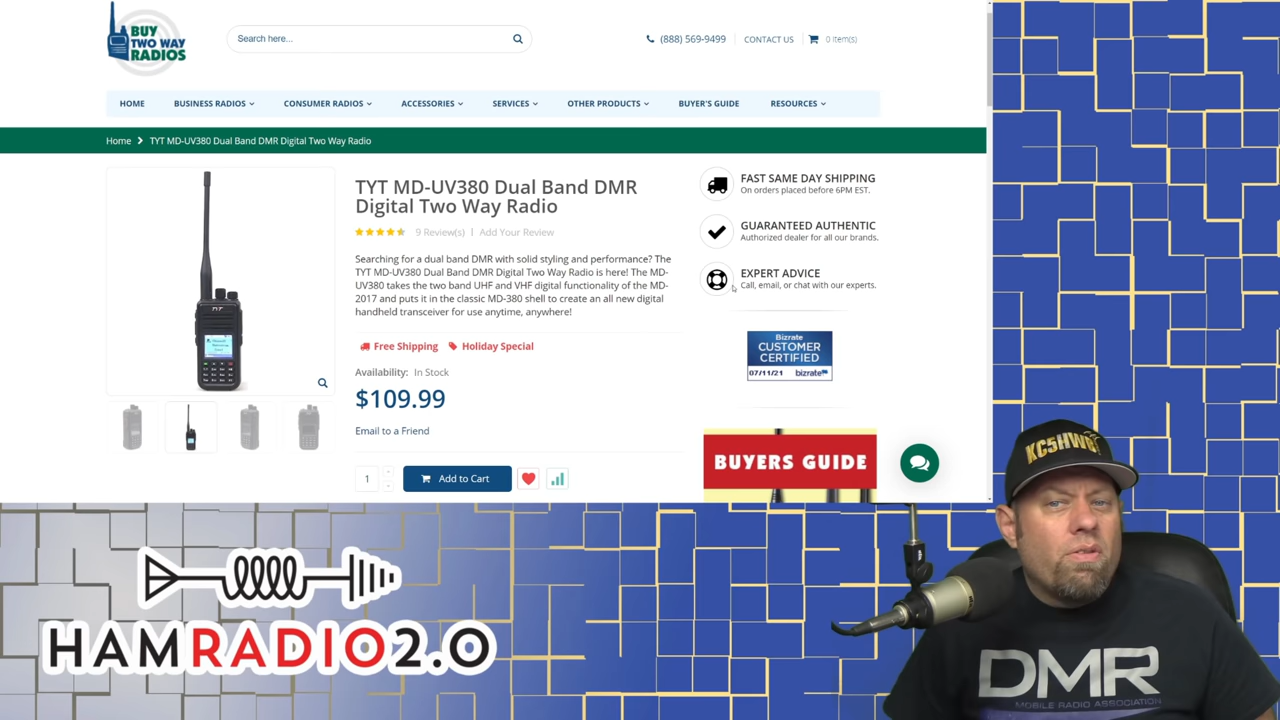 BUY
TWO WAY
RADIOS
Search here...
(888) 569-9499
CONTACT US
0 item(s)
HOME
BUSINESS RADIOS
CONSUMER RADIOS
ACCESSORIES
SERVICES
OTHER PRODUCTS
BUYER'S GUIDE
RESOURCES
Home
TYT MD-UV380 Dual Band DMR Digital Two Way Radio
TYT MD-UV380 Dual Band DMR
Digital Two Way Radio
9 Review(s) | Add Your Review
Searching for a dual band DMR with solid styling and performance? The
TYT MD-UV380 Dual Band DMR Digital Two Way Radio is here! The MD-
UV380 takes the two band UHF and VHF digital functionality of the MD-
2017 and puts it in the classic MD-380 shell to create an all new digital
handheld transceiver for use anytime, anywhere!
Free Shipping
Holiday Special
Availability: In Stock
$109.99
Email to a Friend
1
Add to Cart
TYT
FAST SAME DAY SHIPPING
On orders placed before 6PM EST.
GUARANTEED AUTHENTIC
Authorized dealer for all our brands.
EXPERT ADVICE
Call, email, or chat with our experts.
Bizrate
CUSTOMER
CERTIFIED
07/11/21 bizrate
BUYERS GUIDE
HAMRADIO2.0
KC5HWB
DMR
MOBILE RADIO ASSOCIATION